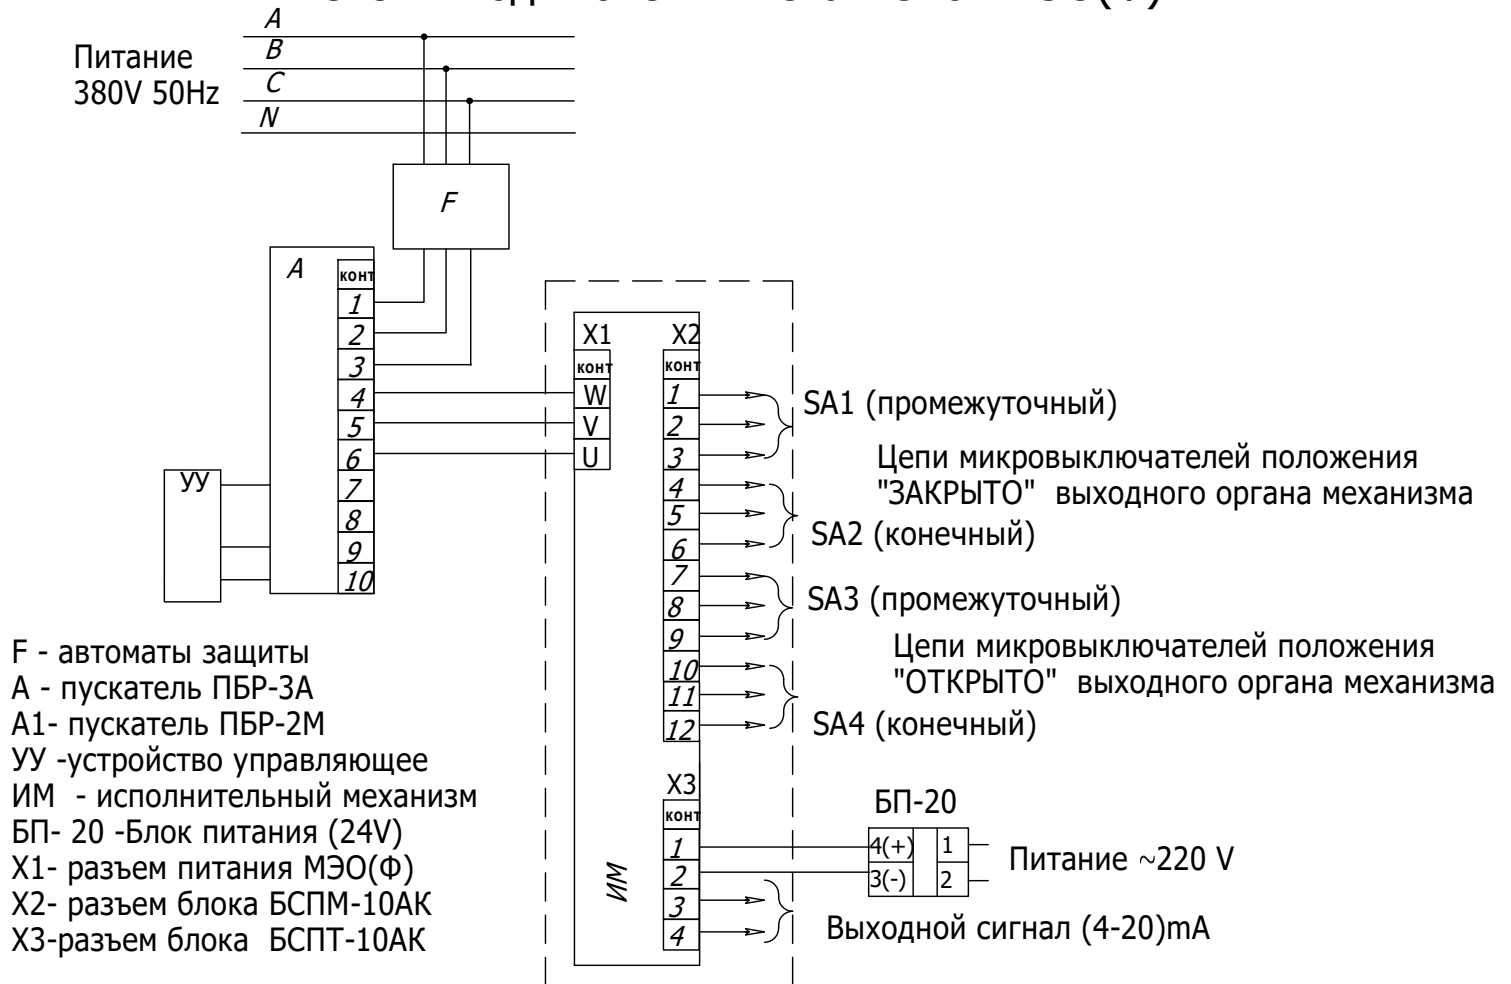 A
Питание
B
380V 50Hz
C
N
F
A
конт
1
2
3
4
5
6
7
8
9
10
УУ
X1
конт
W
V
U
X2
конт
1
2
3
4
5
6
7
8
9
10
11
12
SA1 (промежуточный)
Цепи микровыключателей положения
"ЗАКРЫТО" выходного органа механизма
SA2 (конечный)
SA3 (промежуточный)
Цепи микровыключателей положения
"ОТКРЫТО" выходного органа механизма
SA4 (конечный)
F - автоматы защиты
А - пускатель ПБР-3А
А1- пускатель ПБР-2М
УУ -устройство управляющее
ИМ - исполнительный механизм
БП- 20 -Блок питания (24V)
X1- разъем питания МЭО(Ф)
X2- разъем блока БСПМ-10АК
X3-разъем блока БСПТ-10АК
ИМ
X3
конт
1
2
3
4
БП-20
4(+) 1
3(-) 2
Питание ~220 V
Выходной сигнал (4-20)mA